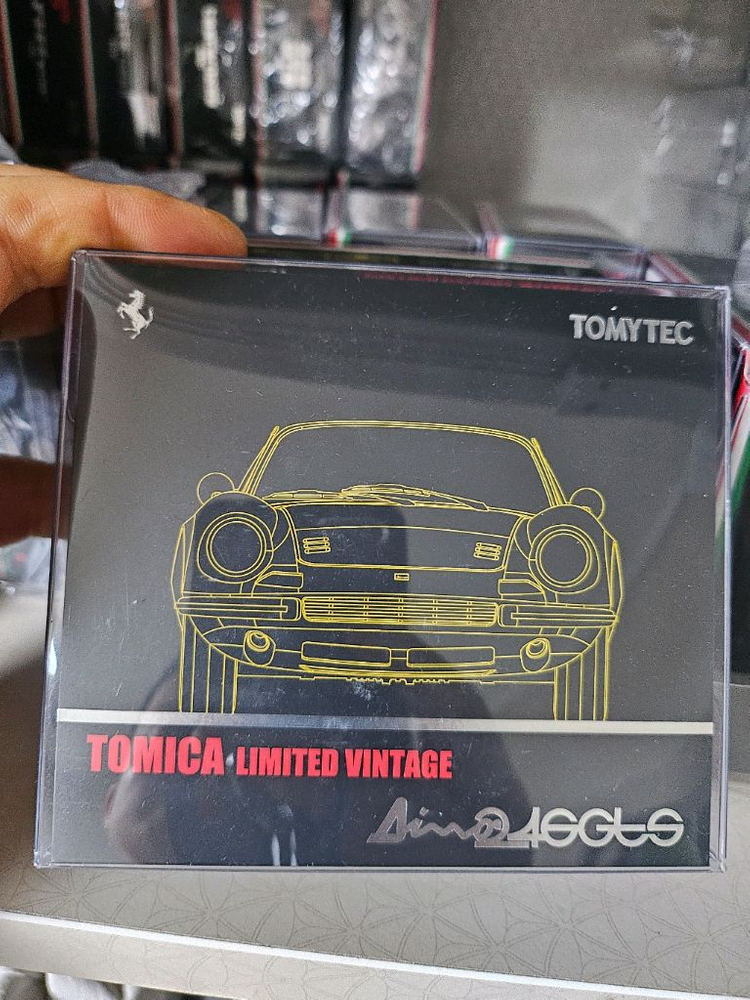 TOMYTEC
TOMICA LIMITED VINTAGE
Dino 246GTS